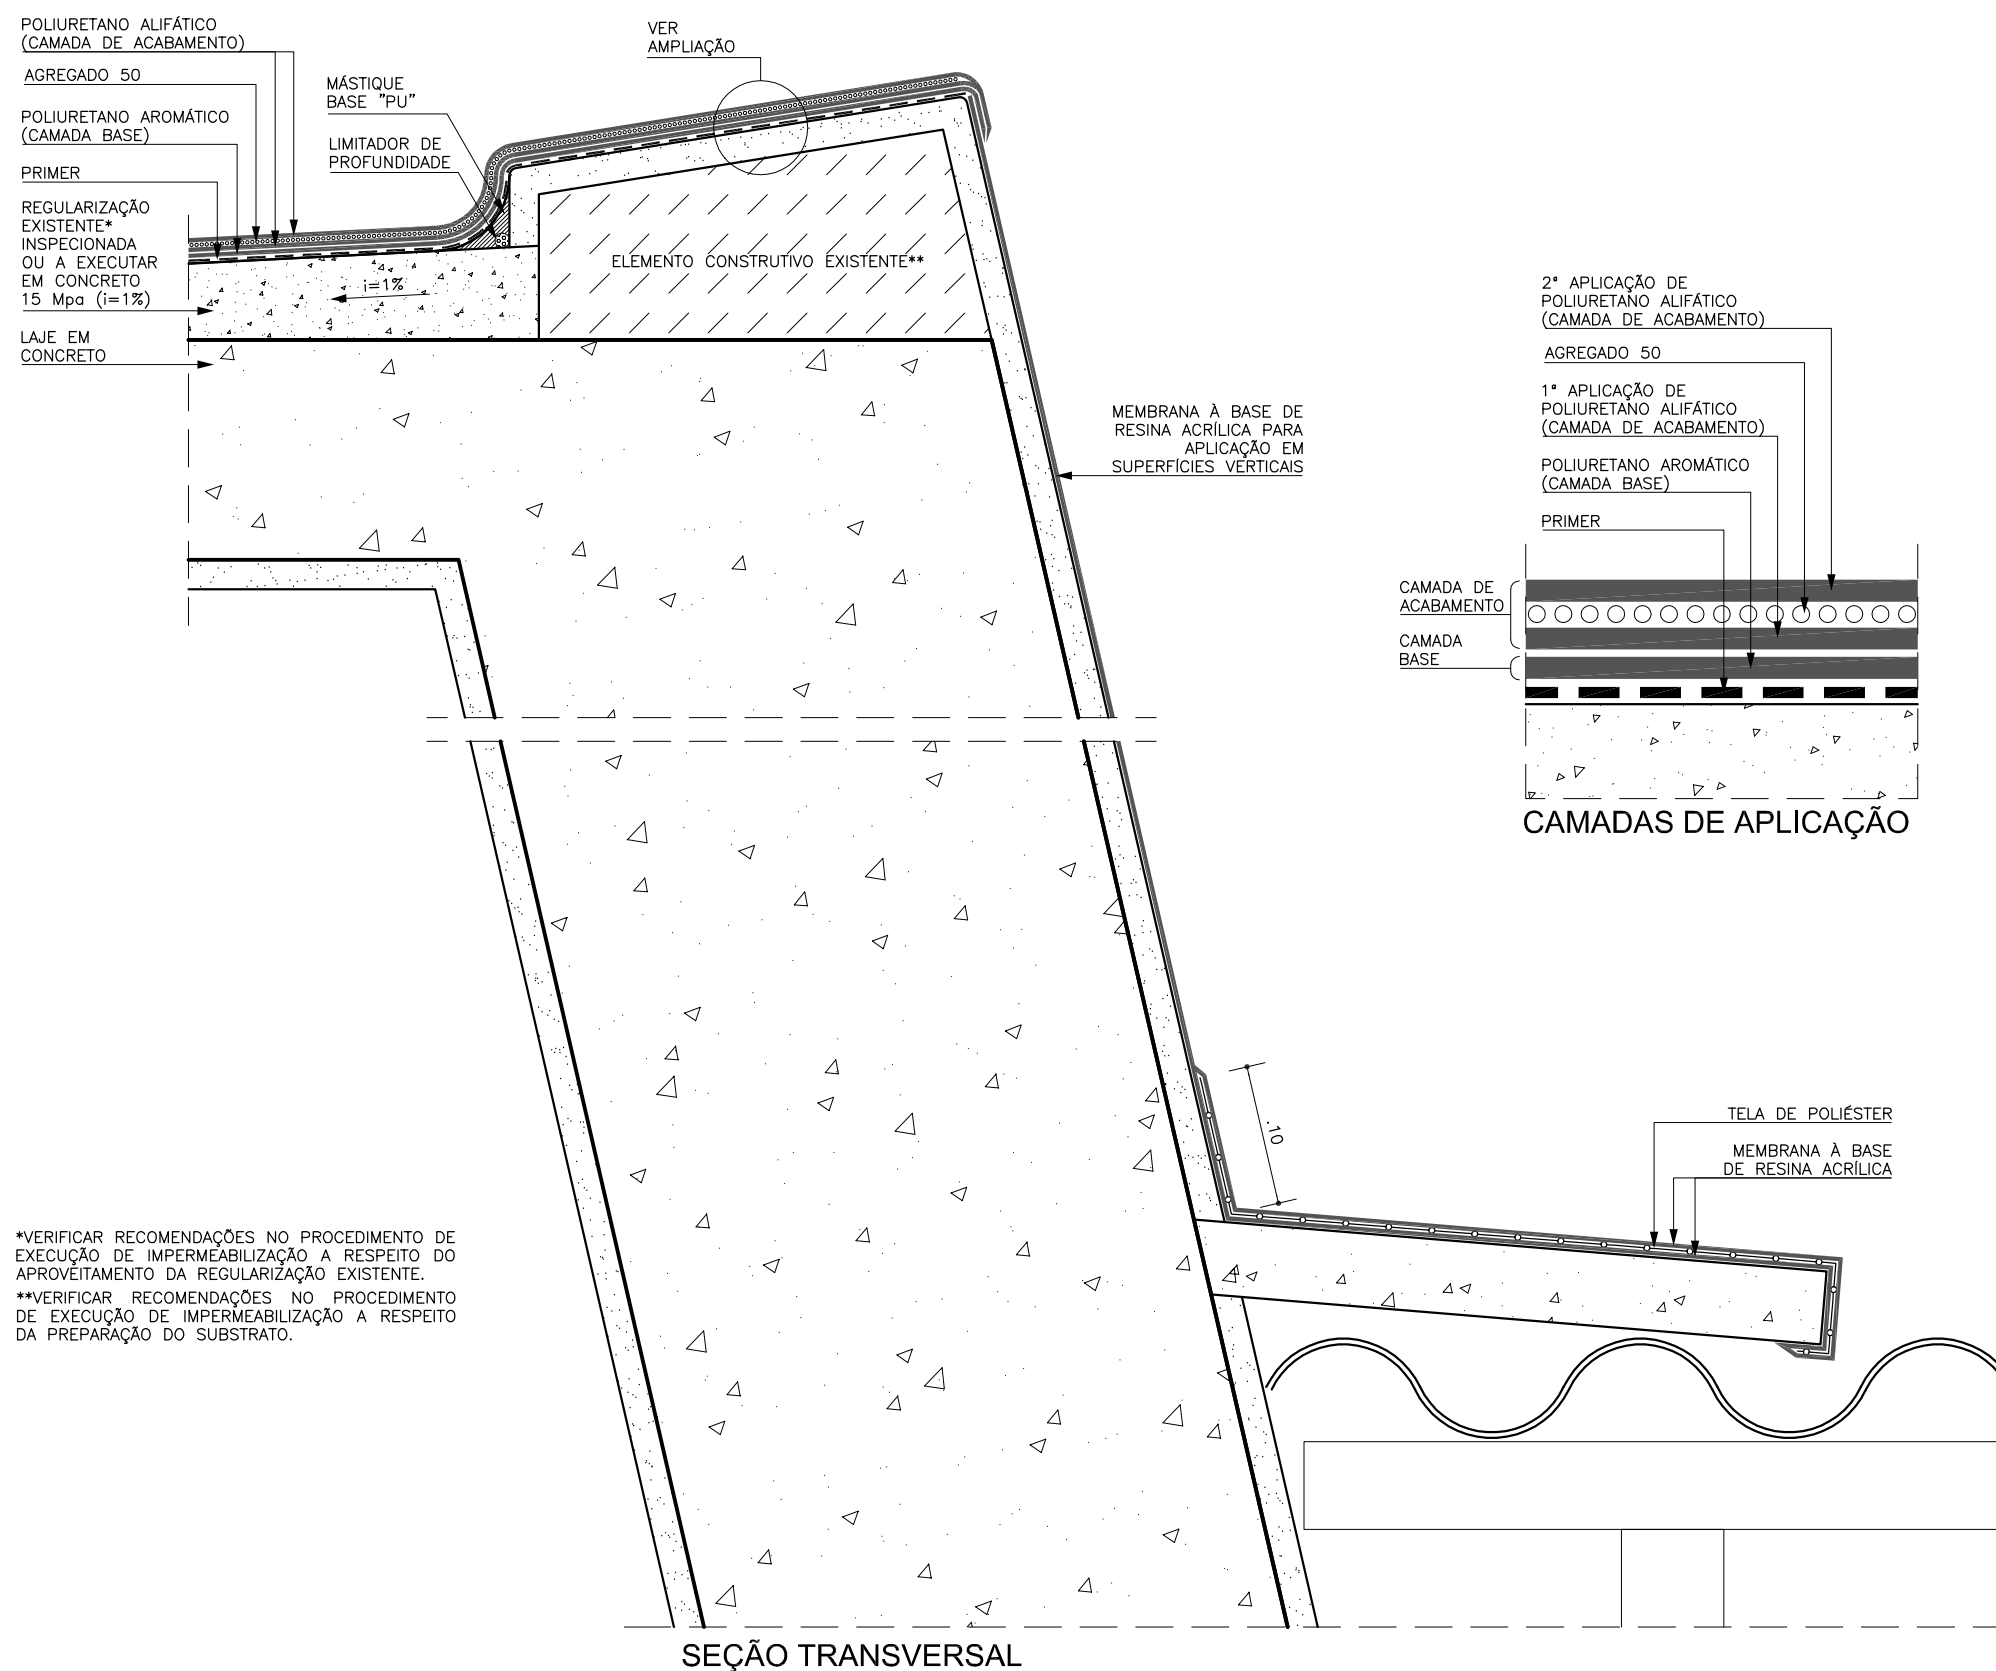 POLIURETANO ALIFÁTICO
(CAMADA DE ACABAMENTO)
AGREGADO 50
POLIURETANO AROMÁTICO
(CAMADA BASE)
PRIMER
REGULARIZAÇÃO
EXISTENTE*
INSPECIONADA
OU A EXECUTAR
EM CONCRETO
15 Mpa (i=1%)
LAJE EM
CONCRETO
MÁSTIQUE
BASE "PU"
LIMITADOR DE
PROFUNDIDADE
VER
AMPLIAÇÃO
ELEMENTO CONSTRUTIVO EXISTENTE**
i=1%
MEMBRANA À BASE DE
RESINA ACRÍLICA PARA
APLICAÇÃO EM
SUPERFÍCIES VERTICAIS
2ª APLICAÇÃO DE
POLIURETANO ALIFÁTICO
(CAMADA DE ACABAMENTO)
AGREGADO 50
1ª APLICAÇÃO DE
POLIURETANO ALIFÁTICO
(CAMADA DE ACABAMENTO)
POLIURETANO AROMÁTICO
(CAMADA BASE)
PRIMER
CAMADA DE
ACABAMENTO
CAMADA
BASE
CAMADAS DE APLICAÇÃO
.10
TELA DE POLIÉSTER
MEMBRANA À BASE
DE RESINA ACRÍLICA
*VERIFICAR RECOMENDAÇÕES NO PROCEDIMENTO DE
EXECUÇÃO DE IMPERMEABILIZAÇÃO A RESPEITO DO
APROVEITAMENTO DA REGULARIZAÇÃO EXISTENTE.
**VERIFICAR RECOMENDAÇÕES NO PROCEDIMENTO
DE EXECUÇÃO DE IMPERMEABILIZAÇÃO A RESPEITO
DA PREPARAÇÃO DO SUBSTRATO.
SEÇÃO TRANSVERSAL